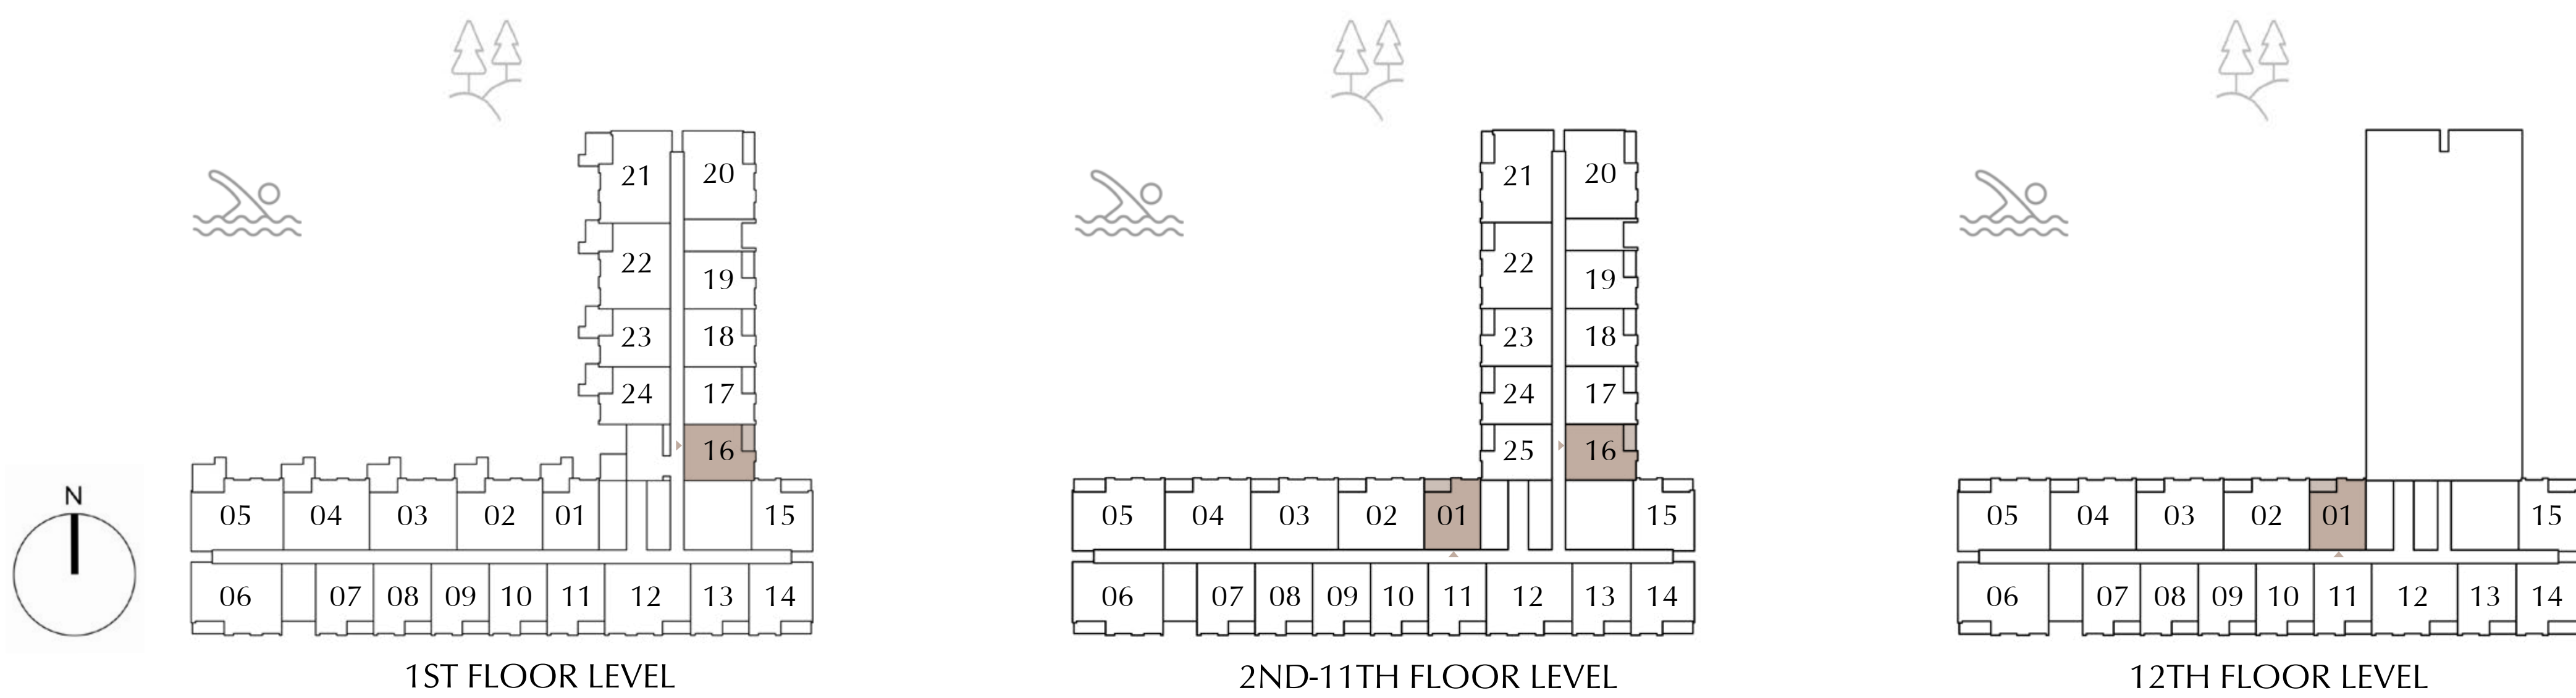 21 20
22 19
23 18
24 17
16
05 04 03 02 01 15
06 07 08 09 10 11 12 13 14
N
1ST FLOOR LEVEL
21 20
22 19
23 18
24 17
25 16
05 04 03 02 01 15
06 07 08 09 10 11 12 13 14
2ND-11TH FLOOR LEVEL
05 04 03 02 01 15
06 07 08 09 10 11 12 13 14
12TH FLOOR LEVEL